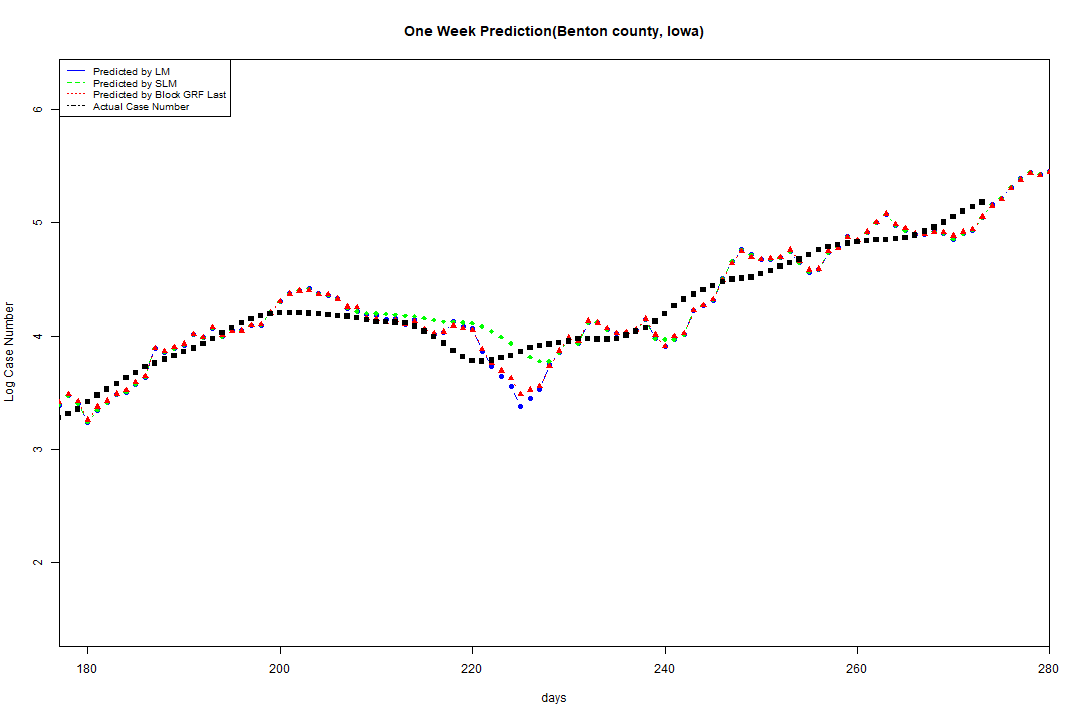 One Week Prediction(Benton county, Iowa)
Predicted by LM
Predicted by SLM
Predicted by Block GRF Last
Actual Case Number
6
5
4
3
2
Log Case Number
180 200 220 240 260 280
days